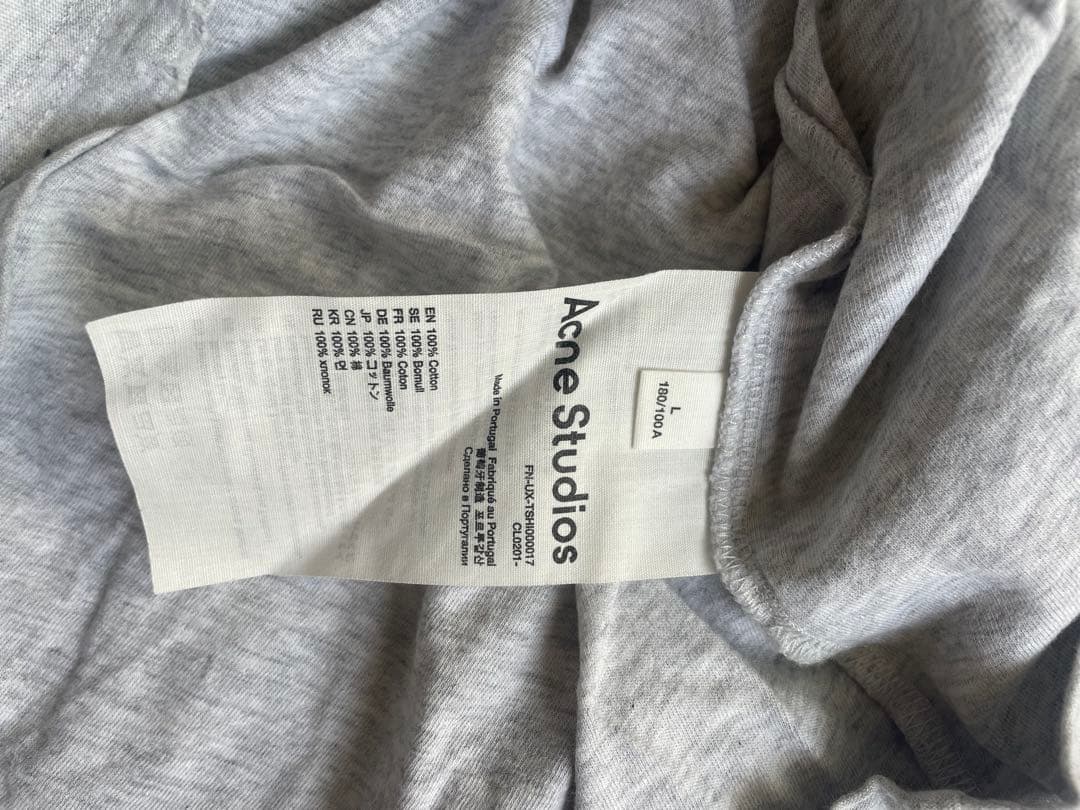 L
180/100A
Acne Studios
FN-UX-TSHI000017
CL0201-
Made in Portugal Fabriqué au Portugal
葡萄牙制造 포르투갈산
Сделано в Португалии
EN 100% Cotton
SE 100% Bomull
FR 100% Coton
DE 100% Baumwolle
JP 100% コットン
CN 100% 棉
KR 100% 면
RU 100% хлопок